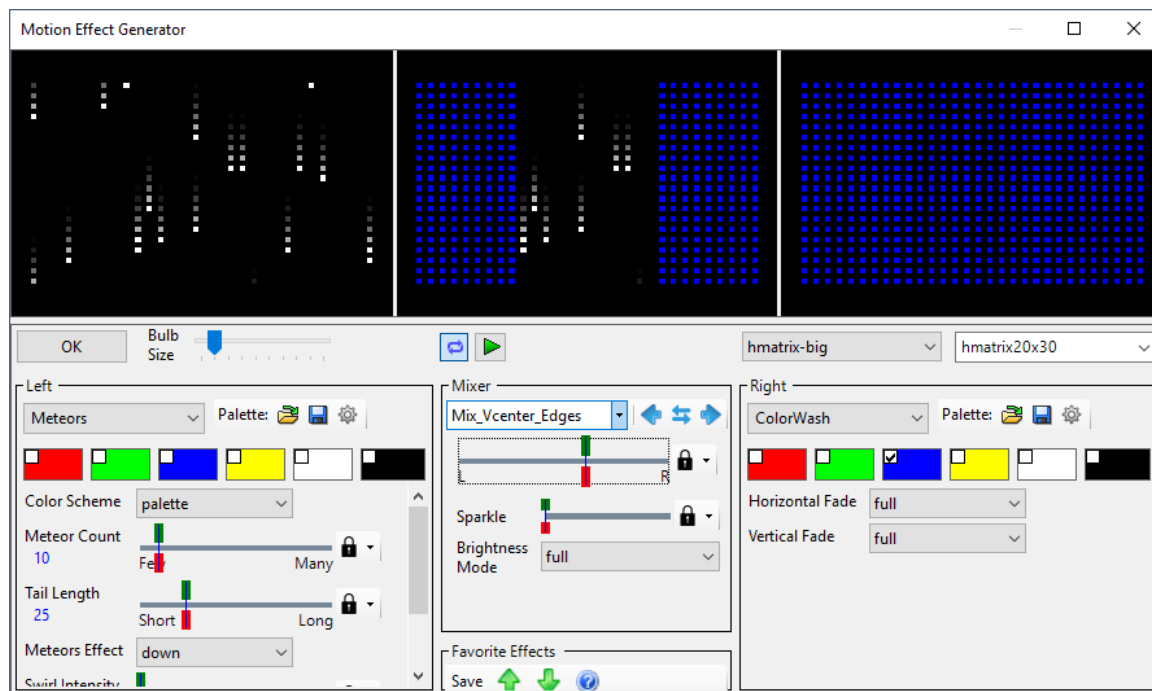 Motion Effect Generator
OK
Bulb
Size
hmatrix-big
hmatrix20x30
Left
Meteors
Palette:
Color Scheme
palette
Meteor Count
10
Few
Many
Tail Length
25
Short
Long
Meteors Effect
down
Swirl Intensity
Mixer
Mix_Vcenter_Edges
L
R
Sparkle
Brightness
Mode
full
Favorite Effects
Save
Right
ColorWash
Palette:
Horizontal Fade
full
Vertical Fade
full